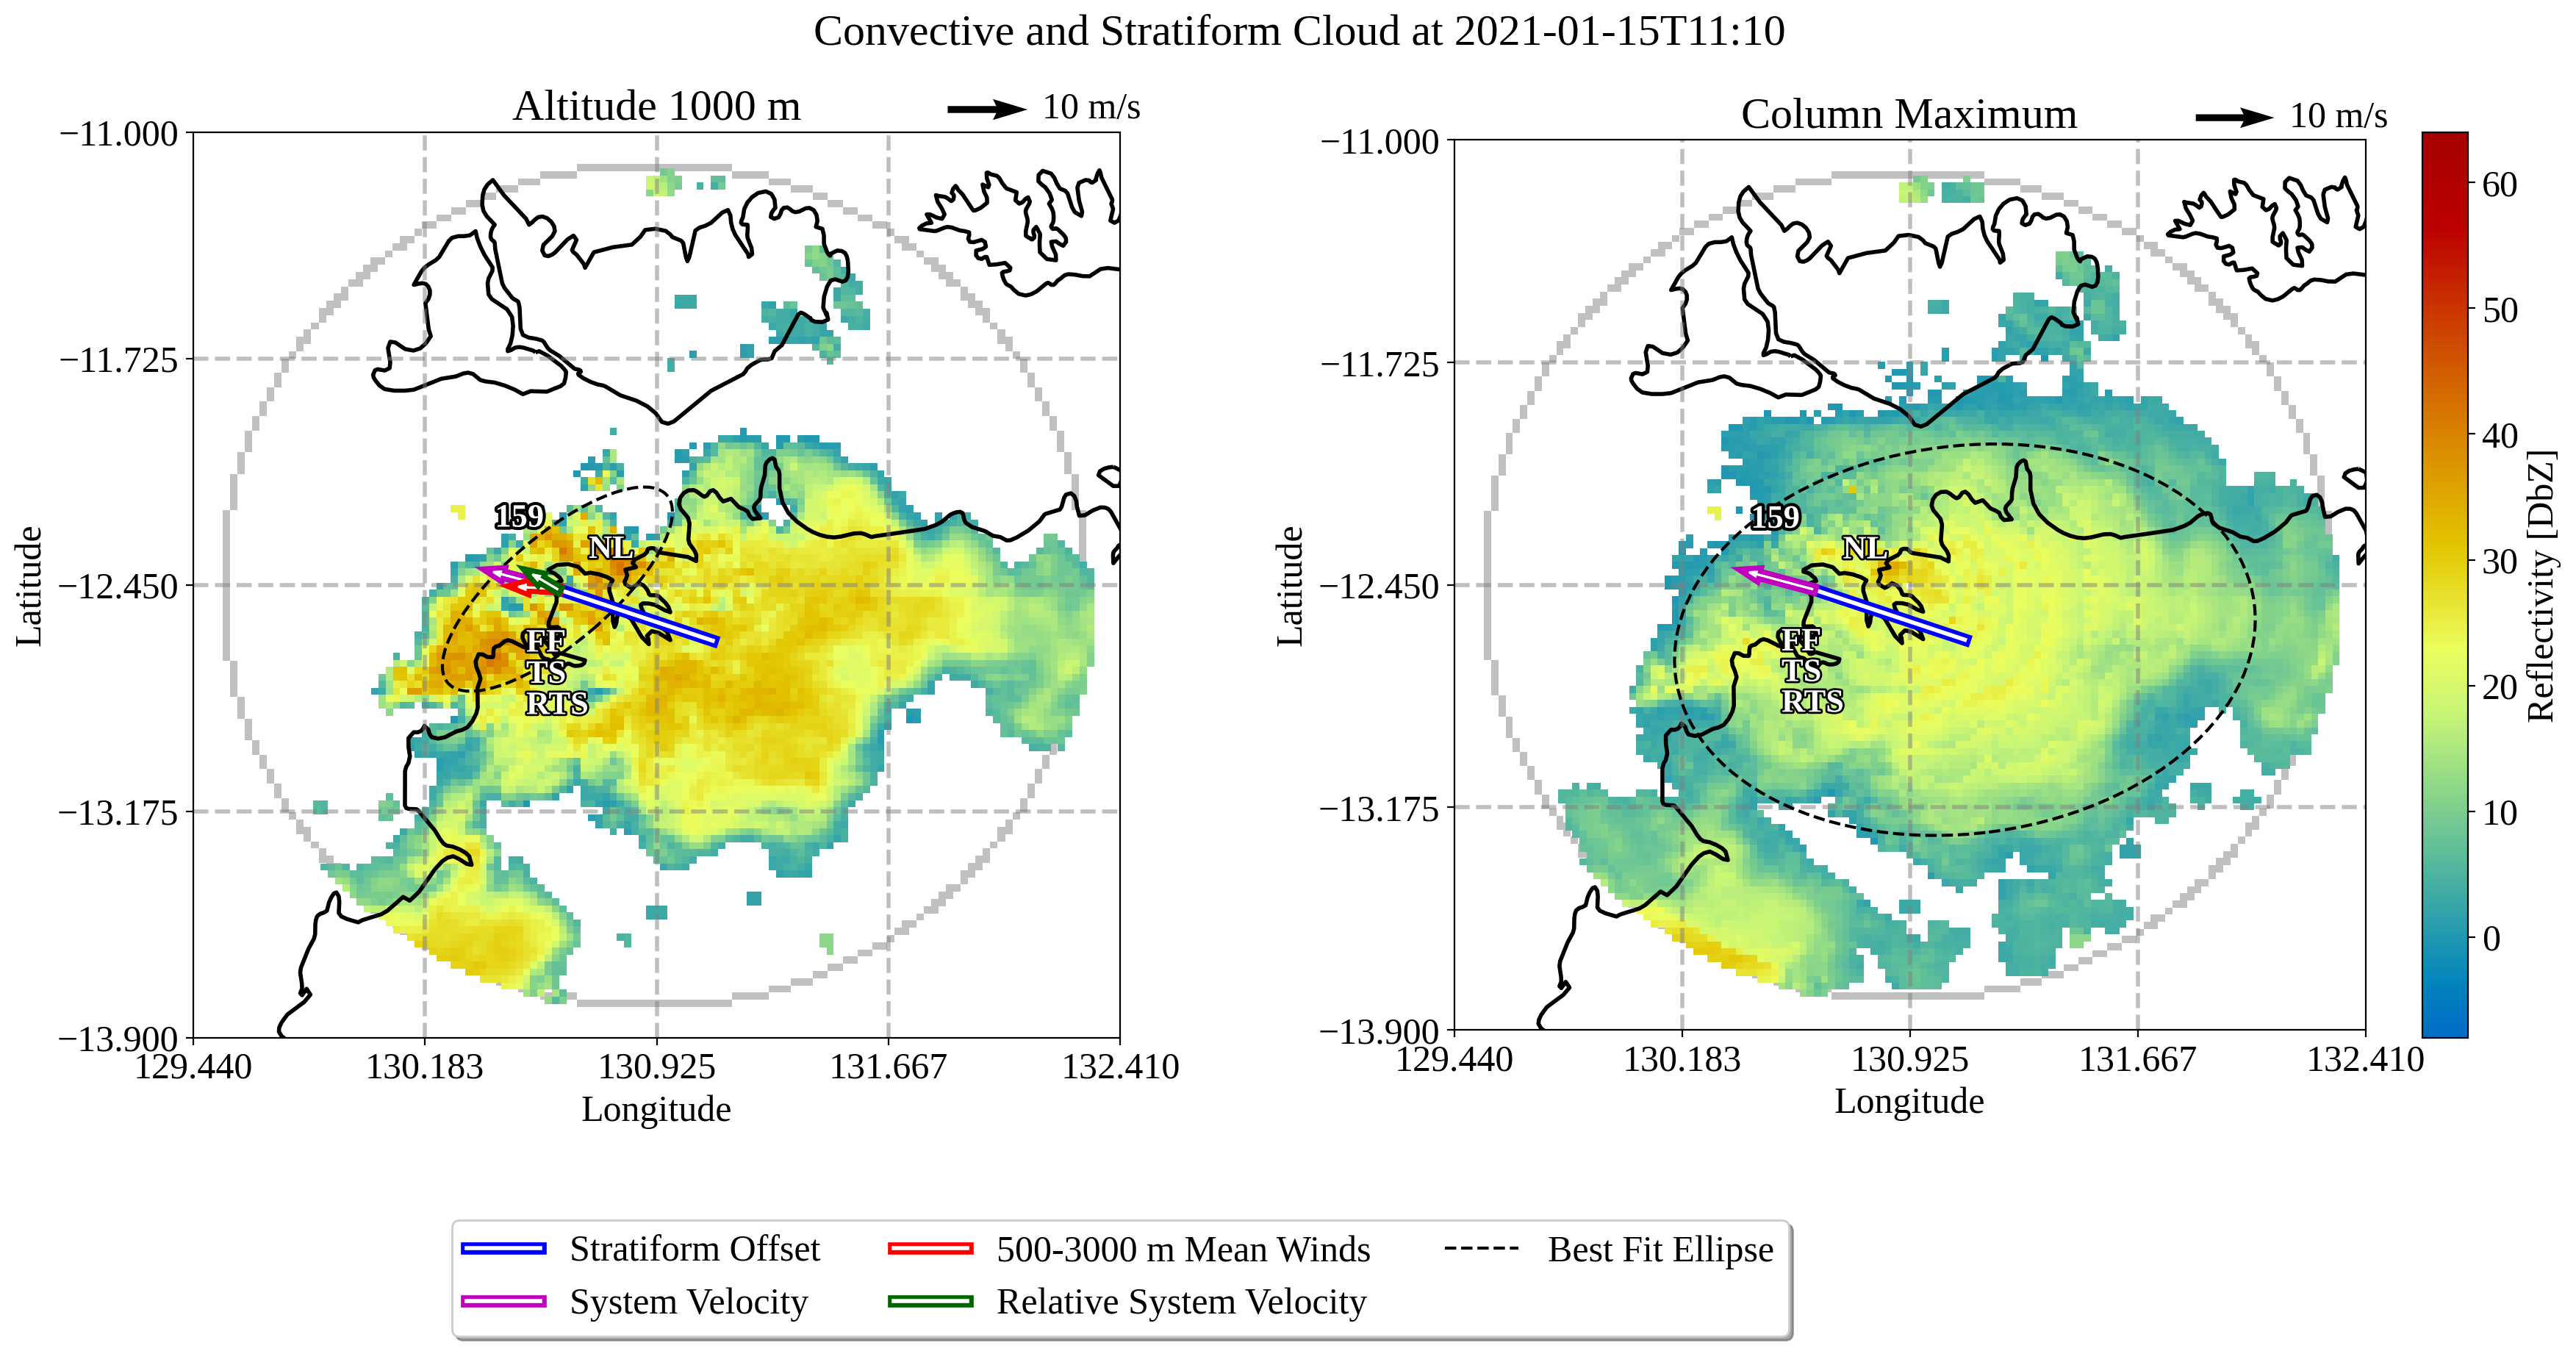 Convective and Stratiform Cloud at 2021-01-15T11:10
Altitude 1000 m
10 m/s
Latitude
−11.000
−11.725
−12.450
−13.175
−13.900
159
NL
FF
TS
RTS
129.440
130.183
130.925
131.667
132.410
Longitude
Column Maximum
10 m/s
Latitude
−11.000
−11.725
−12.450
−13.175
−13.900
159
NL
FF
TS
RTS
129.440
130.183
130.925
131.667
132.410
Longitude
60
50
40
30
20
10
0
Reflectivity [DbZ]
Stratiform Offset
System Velocity
500-3000 m Mean Winds
Relative System Velocity
Best Fit Ellipse